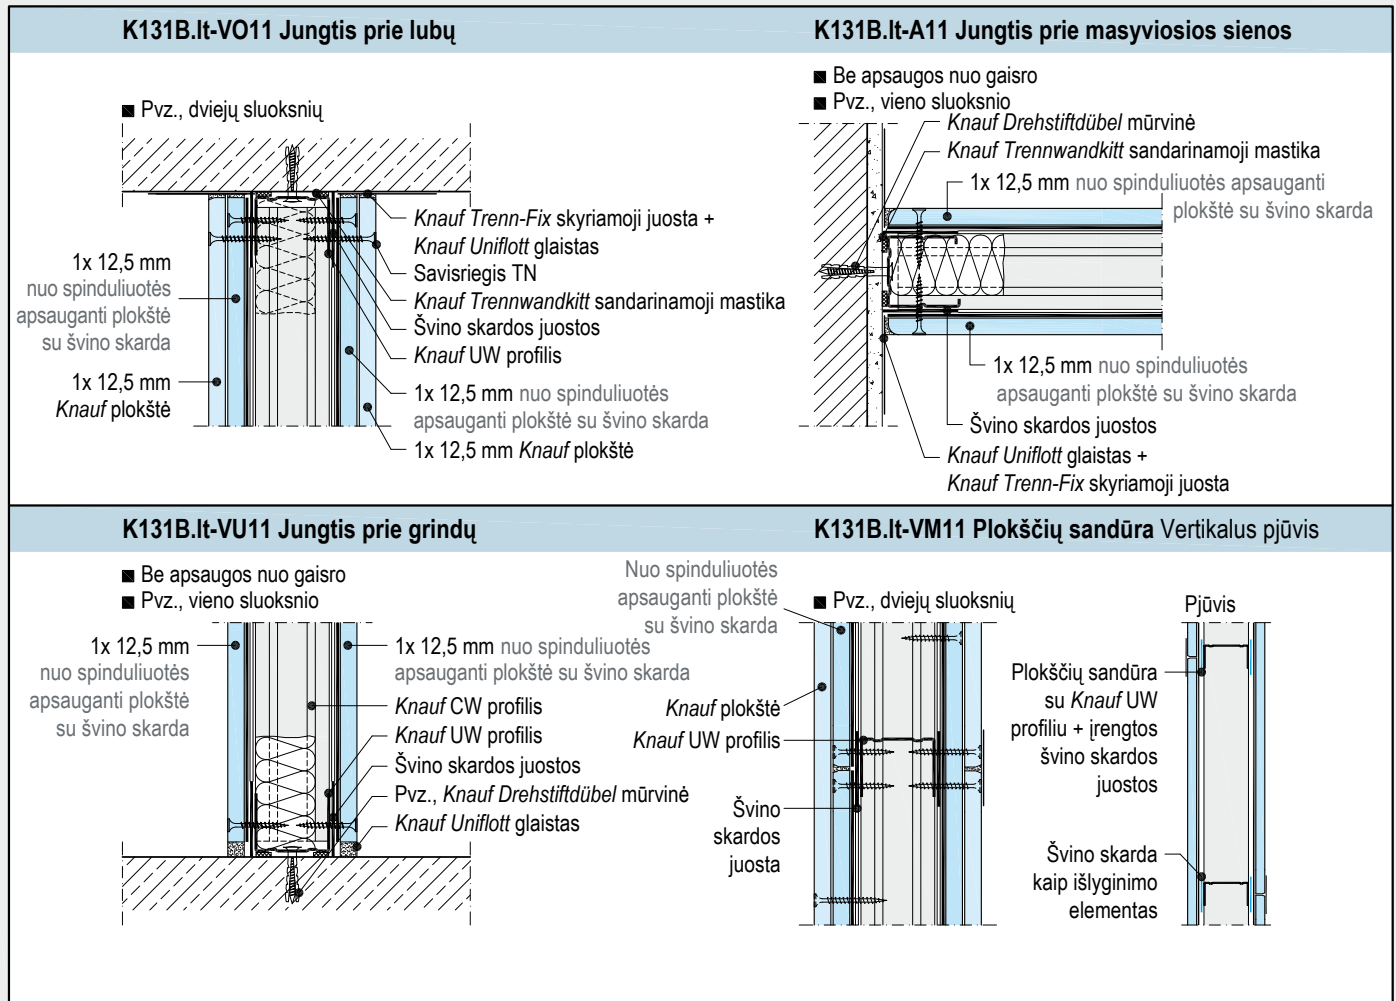 K131B.lt-VO11 Jungtis prie lubų
■ Pvz., dviejų sluoksnių
1x 12,5 mm
nuo spinduliuotės
apsauganti plokštė
su švino skarda
1x 12,5 mm
Knauf plokštė
Knauf Trenn-Fix skyriamoji juosta +
Knauf Uniflott glaistas
Savisriegis TN
Knauf Trennwandkitt sandarinamoji mastika
Švino skardos juostos
Knauf UW profilis
1x 12,5 mm nuo spinduliuotės
apsauganti plokštė su švino skarda
1x 12,5 mm Knauf plokštė
K131B.lt-A11 Jungtis prie masyviosios sienos
■ Be apsaugos nuo gaisro
■ Pvz., vieno sluoksnio
Knauf Drehstiftdübel mūrvinė
Knauf Trennwandkitt sandarinamoji mastika
1x 12,5 mm nuo spinduliuotės apsauganti
plokštė su švino skarda
1x 12,5 mm nuo spinduliuotės
apsauganti plokštė su švino skarda
Švino skardos juostos
Knauf Uniflott glaistas +
Knauf Trenn-Fix skyriamoji juosta
K131B.lt-VU11 Jungtis prie grindų
■ Be apsaugos nuo gaisro
■ Pvz., vieno sluoksnio
1x 12,5 mm
nuo spinduliuotės
apsauganti plokštė
su švino skarda
1x 12,5 mm nuo spinduliuotės
apsauganti plokštė su švino skarda
Knauf CW profilis
Knauf UW profilis
Švino skardos juostos
Pvz., Knauf Drehstiftdübel mūrvinė
Knauf Uniflott glaistas
K131B.lt-VM11 Plokščių sandūra Vertikalus pjūvis
Nuo spinduliuotės
apsauganti plokštė
su švino skarda
■ Pvz., dviejų sluoksnių
Knauf plokštė
Knauf UW profilis
Švino
skardos
juosta
Pjūvis
Plokščių sandūra
su Knauf UW
profiliu + įrengtos
švino skardos
juostos
Švino skarda
kaip išlyginimo
elementas